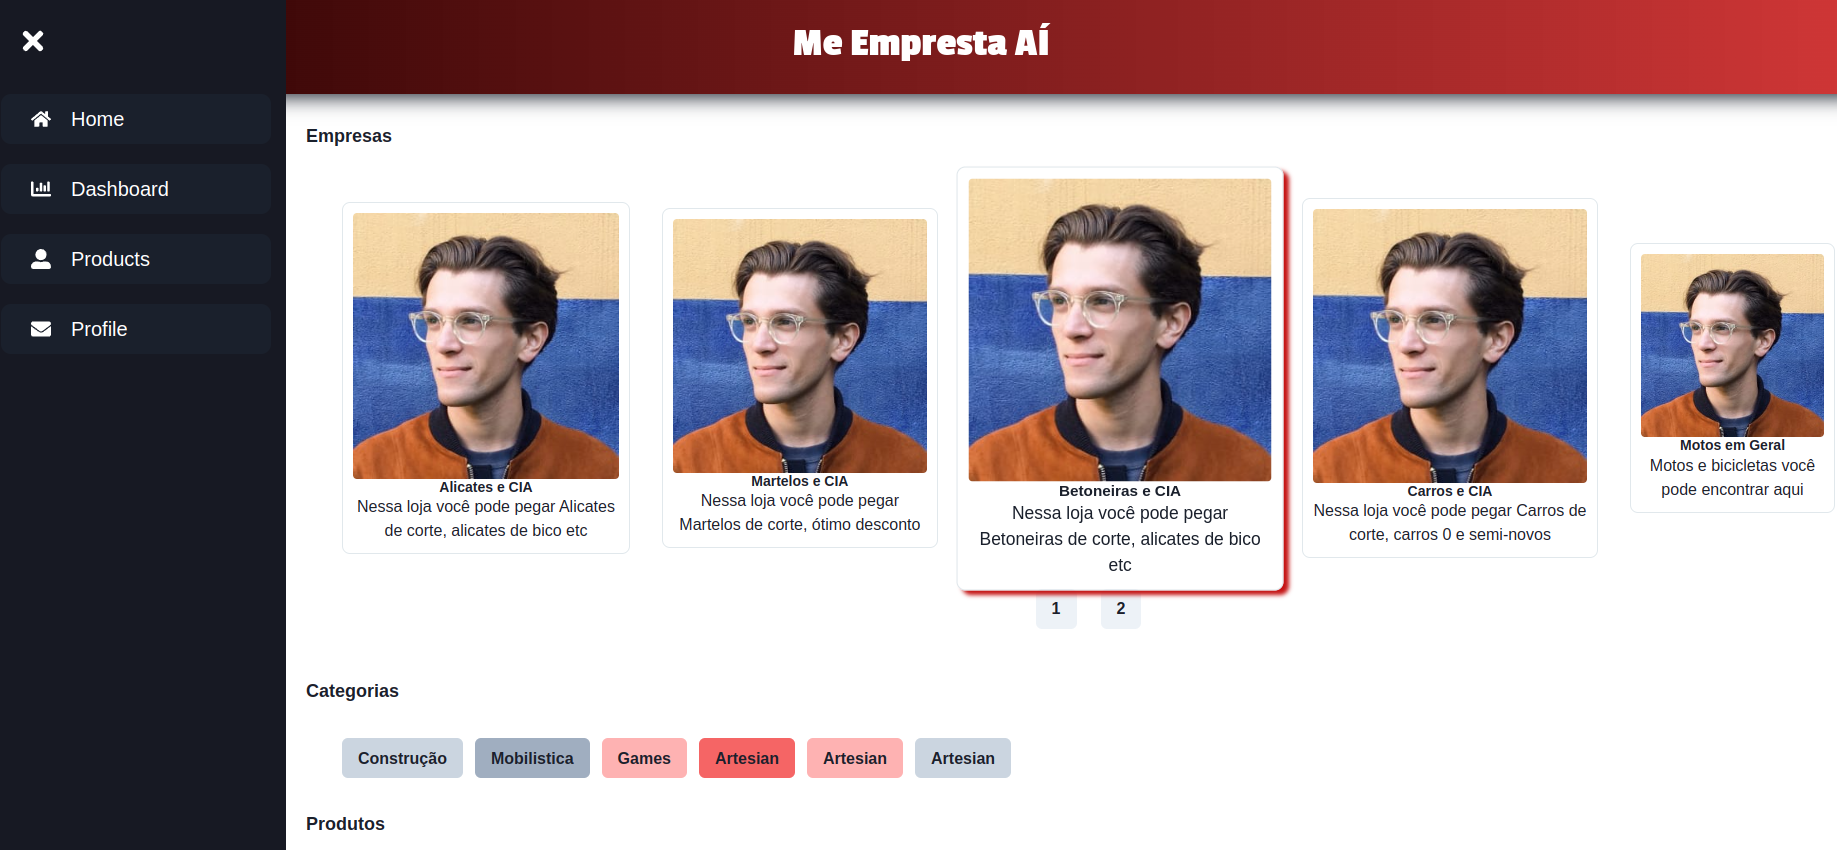 Me Empresta AÍ
Home
Dashboard
Products
Profile
Empresas
Alicates e CIA
Nessa loja você pode pegar Alicates
de corte, alicates de bico etc
Martelos e CIA
Nessa loja você pode pegar
Martelos de corte, ótimo desconto
Betoneiras e CIA
Nessa loja você pode pegar
Betoneiras de corte, alicates de bico
etc
Carros e CIA
Nessa loja você pode pegar Carros de
corte, carros 0 e semi-novos
Motos em Geral
Motos e bicicletas você
pode encontrar aqui
1 2
Categorias
Construção Mobilistica Games Artesian Artesian Artesian
Produtos